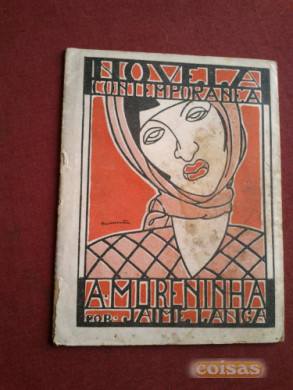 NOVELA
CONTEMPORANEA
A. MORENINHA
POR: JAIME LANÇA
coisas